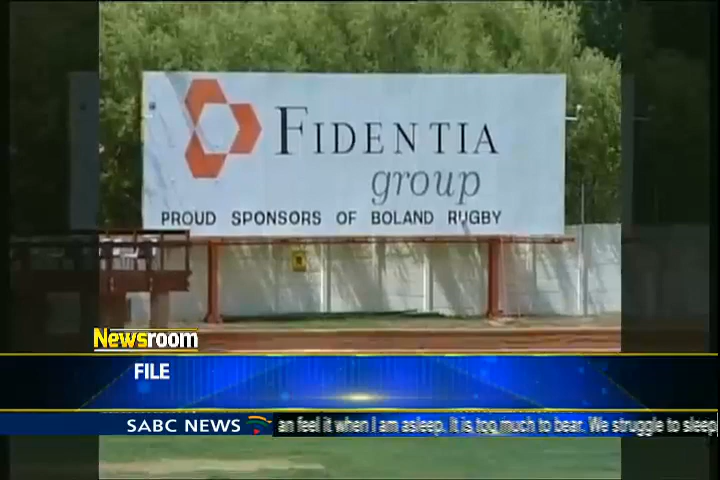 FIDENTIA
group
PROUD SPONSORS OF BOLAND RUGBY
Newsroom
FILE
SABC NEWS
an feel it when I am asleep. It is too much to bear. We struggle to sleep